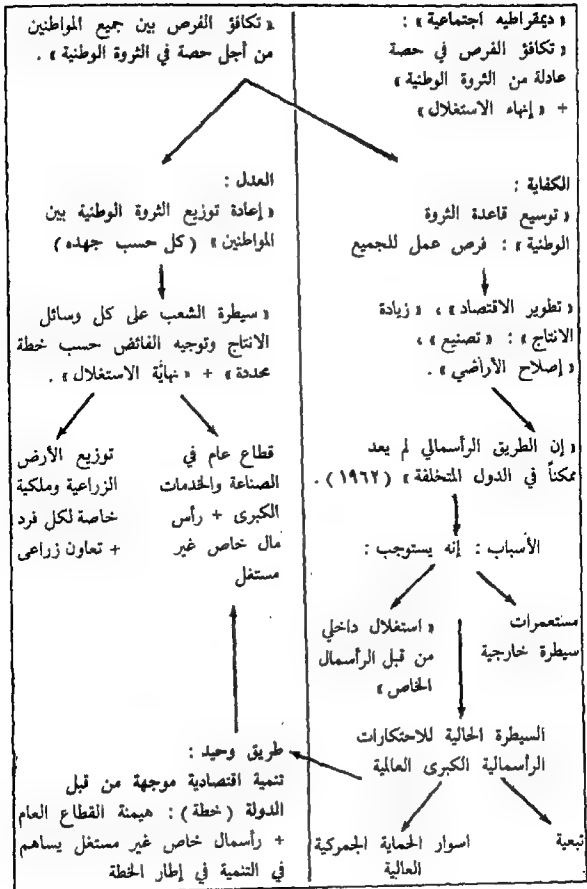 « ديمقراطيه اجتماعية » :
« تكافؤ الفرص في حصة
عادلة من الثروة الوطنية »
+ « إنهاء الاستغلال »
« تكافؤ الفرص بين جميع المواطنين
من أجل حصة في الثروة الوطنية » .
الكفاية :
« توسيع قاعدة الثروة
الوطنية » : فرص عمل للجميع
« تطوير الاقتصاد » ، « زيادة
الانتاج » : « تصنيع » ،
« إصلاح الأراضي » .
« إن الطريق الرأسمالي لم يعد
ممكناً في الدول المتخلفة » (١٩٦٢) .
الأسباب : إنه يستوجب :
مستعمرات
سيطرة خارجية
« استغلال داخلي
من قبل الرأسمال
الخاص »
السيطرة الحالية للاحتكارات
الرأسمالية الكبرى العالمية
تبعية
اسوار الحماية الجمركية
العالية
العدل :
« إعادة توزيع الثروة الوطنية بين
المواطنين » (كل حسب جهده)
« سيطرة الشعب على كل وسائل
الانتاج وتوجيه الفائض حسب خطة
محددة » + « نهاية الاستغلال » .
قطاع عام في
الصناعة والخدمات
الكبرى + رأس
مال خاص غير
مستغل
توزيع الأرض
الزراعية وملكية
خاصة لكل فرد
+ تعاون زراعي
طريق وحيد :
تنمية اقتصادية موجهة من قبل
الدولة (خطة) : هيمنة القطاع العام
+ رأسمال خاص غير مستغل يساهم
في التنمية في إطار الخطة